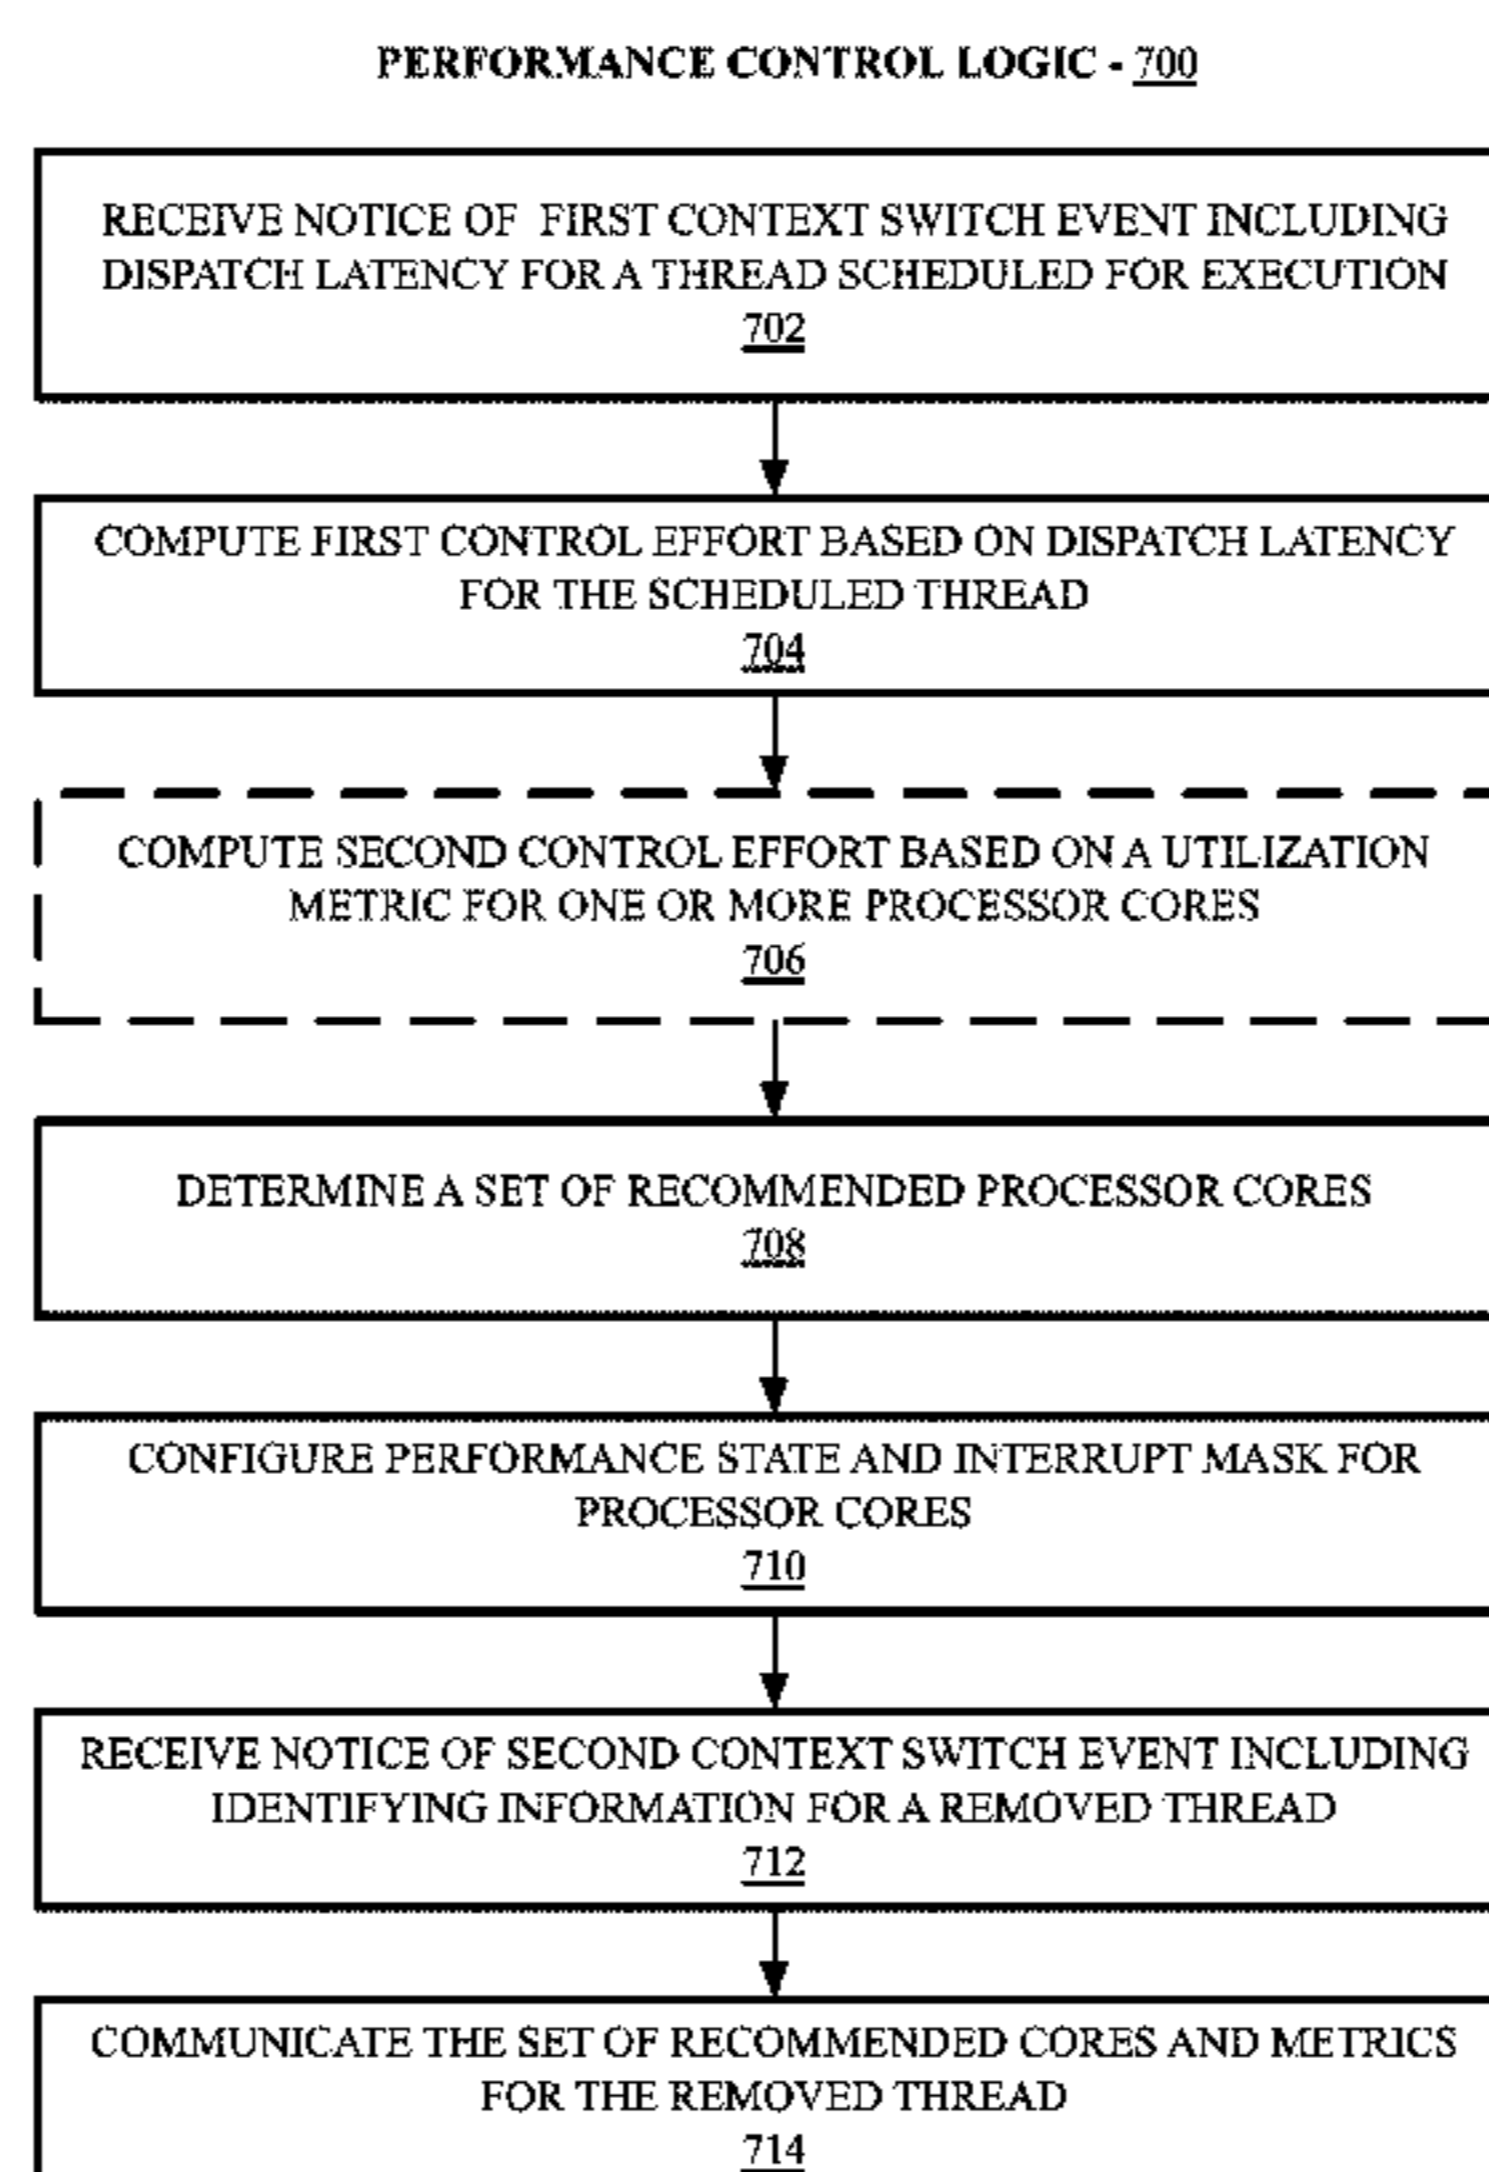 PERFORMANCE CONTROL LOGIC - 700
RECEIVE NOTICE OF FIRST CONTEXT SWITCH EVENT INCLUDING
DISPATCH LATENCY FOR A THREAD SCHEDULED FOR EXECUTION
702
COMPUTE FIRST CONTROL EFFORT BASED ON DISPATCH LATENCY
FOR THE SCHEDULED THREAD
704
COMPUTE SECOND CONTROL EFFORT BASED ON A UTILIZATION
METRIC FOR ONE OR MORE PROCESSOR CORES
706
DETERMINE A SET OF RECOMMENDED PROCESSOR CORES
708
CONFIGURE PERFORMANCE STATE AND INTERRUPT MASK FOR
PROCESSOR CORES
710
RECEIVE NOTICE OF SECOND CONTEXT SWITCH EVENT INCLUDING
IDENTIFYING INFORMATION FOR A REMOVED THREAD
712
COMMUNICATE THE SET OF RECOMMENDED CORES AND METRICS
FOR THE REMOVED THREAD
714